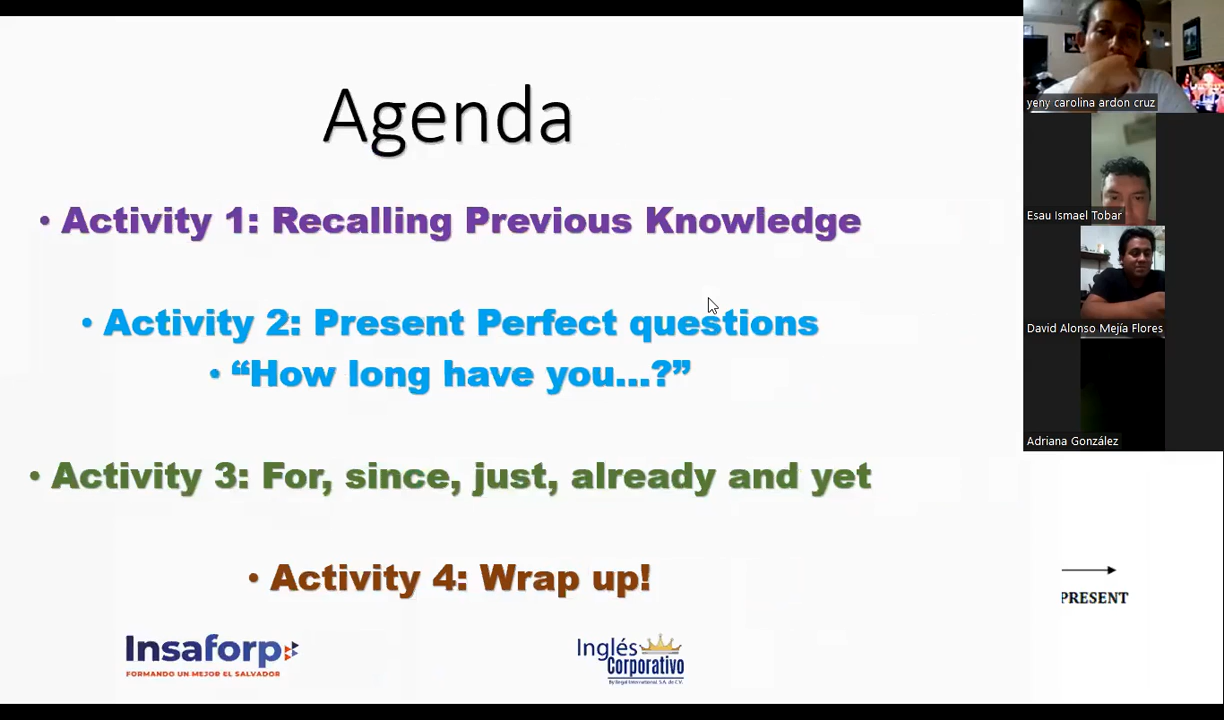 Agenda
• Activity 1: Recalling Previous Knowledge
• Activity 2: Present Perfect questions
• “How long have you...?”
• Activity 3: For, since, just, already and yet
• Activity 4: Wrap up!
Insaforp
FORMANDO UN MEJOR EL SALVADOR
Inglés
Corporativo
By Regal International S.A. de C.V.
yeny carolina ardon cruz
Esau Ismael Tobar
David Alonso Mejía Flores
Adriana González
PRESENT